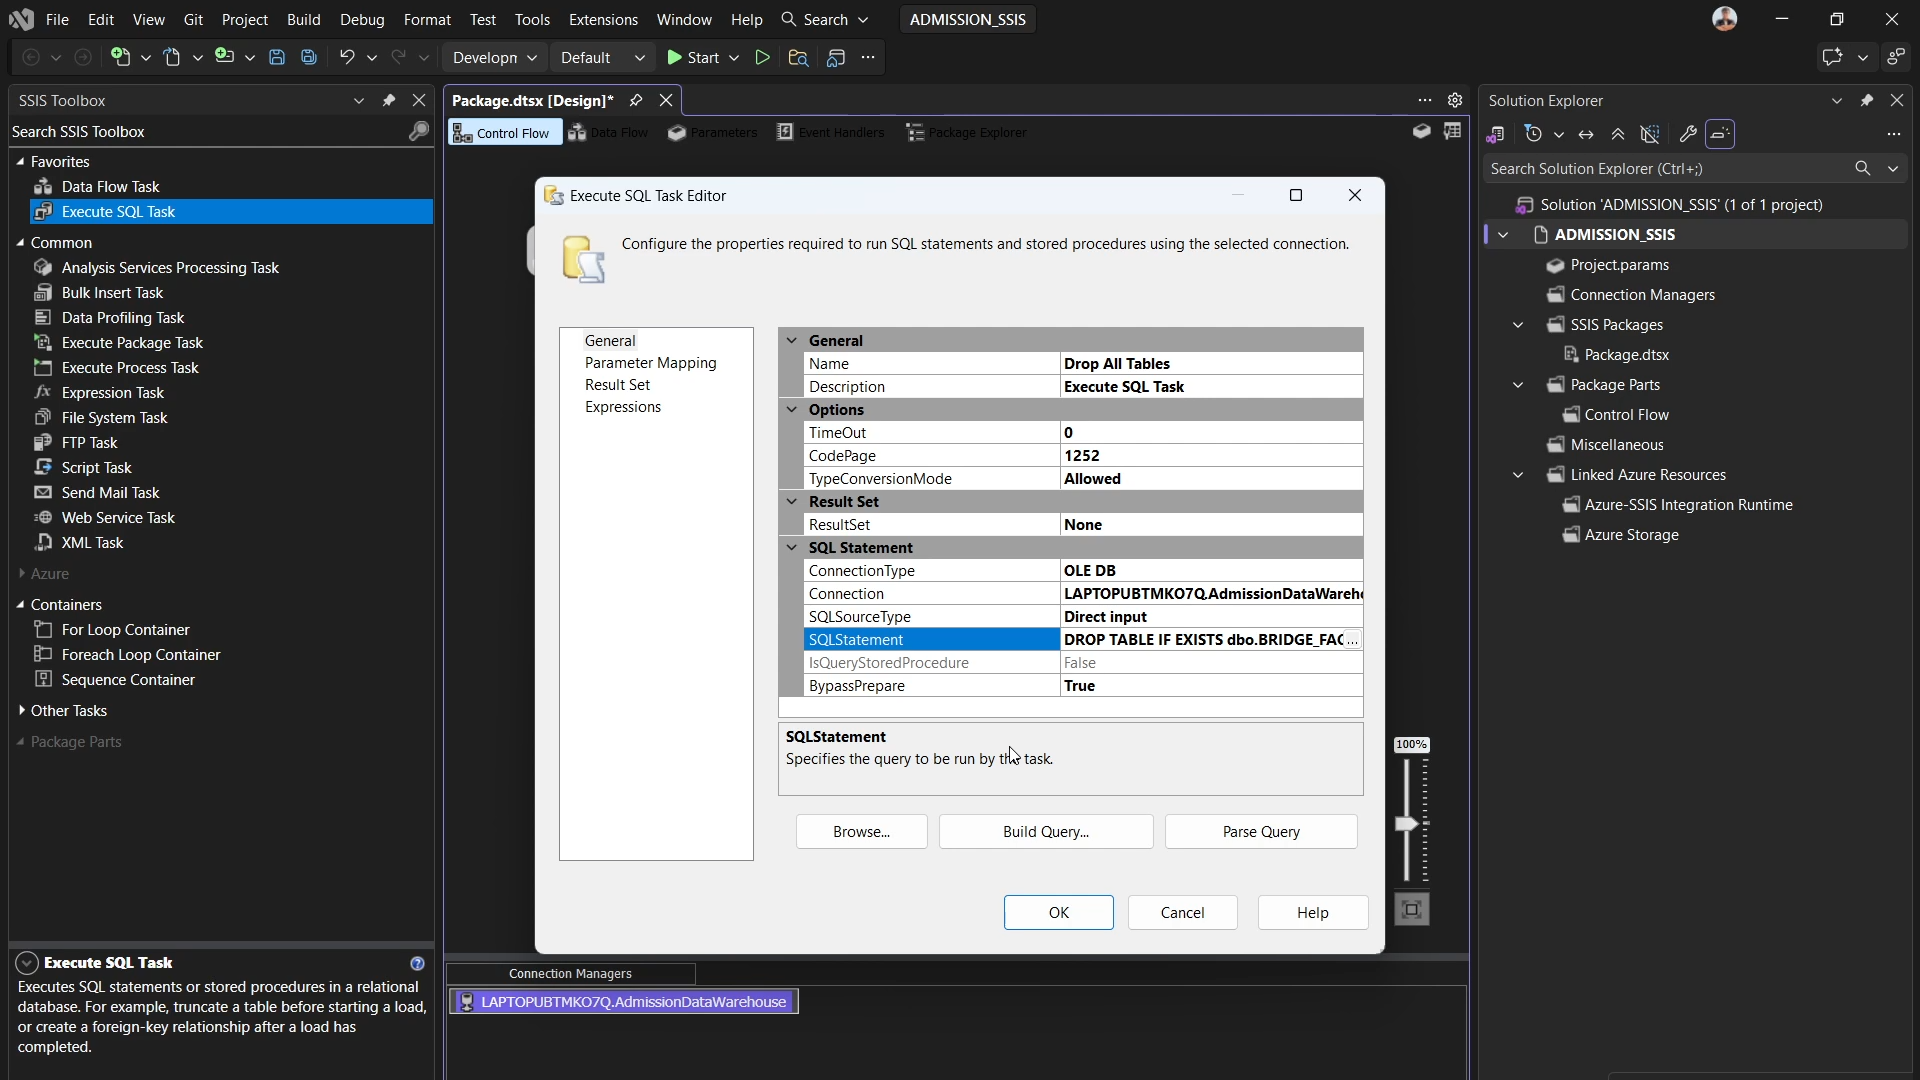 File Edit View Git Project Build Debug Format Test Tools Extensions Window Help Search ADMISSION_SSIS
Developn Default Start
SSIS Toolbox
Search SSIS Toolbox
Favorites
Data Flow Task
Execute SQL Task
Common
Analysis Services Processing Task
Bulk Insert Task
Data Profiling Task
Execute Package Task
Execute Process Task
Expression Task
File System Task
FTP Task
Script Task
Send Mail Task
Web Service Task
XML Task
Azure
Containers
For Loop Container
Foreach Loop Container
Sequence Container
Other Tasks
Package Parts
Execute SQL Task
Executes SQL statements or stored procedures in a relational
database. For example, truncate a table before starting a load,
or create a foreign-key relationship after a load has
completed.
Package.dtsx [Design]*
Control Flow Data Flow Parameters Event Handlers Package Explorer
Execute SQL Task Editor
Configure the properties required to run SQL statements and stored procedures using the selected connection.
General
Parameter Mapping
Result Set
Expressions
General
Name Drop All Tables
Description Execute SQL Task
Options
TimeOut 0
CodePage 1252
TypeConversionMode Allowed
Result Set
ResultSet None
SQL Statement
ConnectionType OLE DB
Connection LAPTOPUBTMKO7Q.AdmissionDataWareho
SQLSourceType Direct input
SQLStatement DROP TABLE IF EXISTS dbo.BRIDGE_FAC ...
IsQueryStoredProcedure False
BypassPrepare True
SQLStatement
Specifies the query to be run by the task.
Browse... Build Query... Parse Query
OK Cancel Help
100%
Connection Managers
LAPTOPUBTMKO7Q.AdmissionDataWarehouse
Solution Explorer
Search Solution Explorer (Ctrl+;)
Solution 'ADMISSION_SSIS' (1 of 1 project)
ADMISSION_SSIS
Project.params
Connection Managers
SSIS Packages
Package.dtsx
Package Parts
Control Flow
Miscellaneous
Linked Azure Resources
Azure-SSIS Integration Runtime
Azure Storage